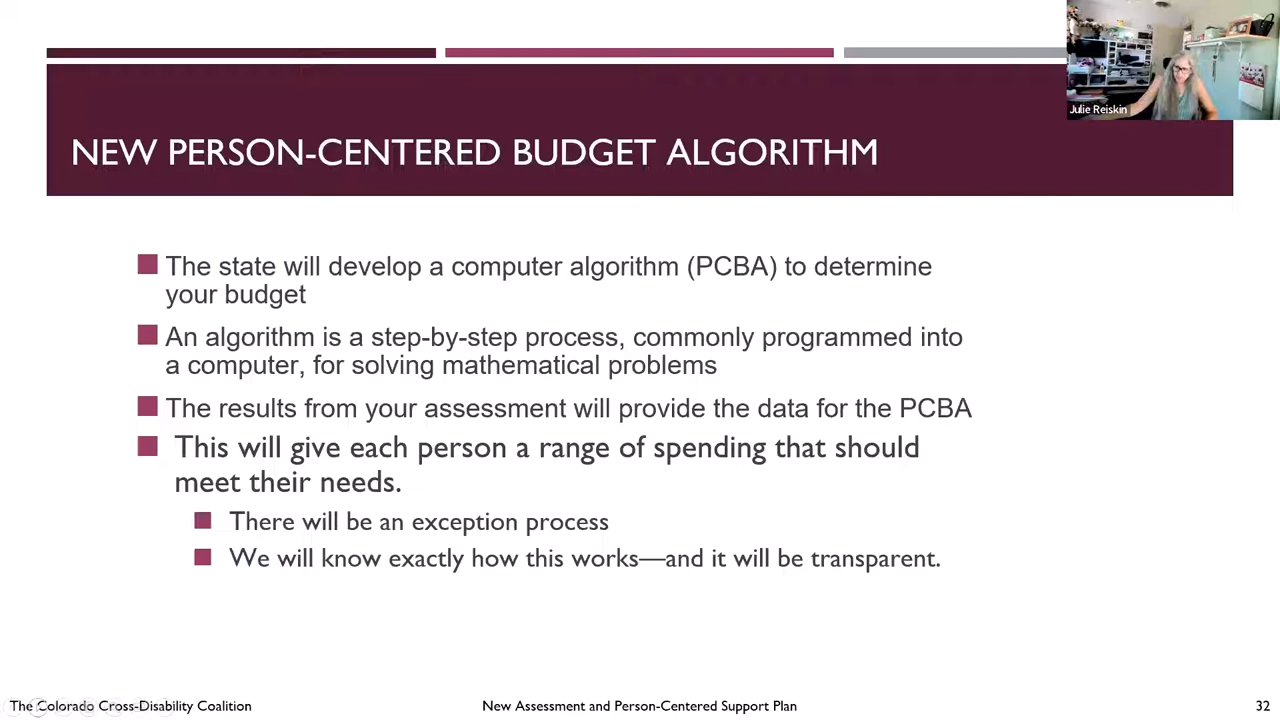 Julie Reiskin
NEW PERSON-CENTERED BUDGET ALGORITHM
The state will develop a computer algorithm (PCBA) to determine
your budget
An algorithm is a step-by-step process, commonly programmed into
a computer, for solving mathematical problems
The results from your assessment will provide the data for the PCBA
This will give each person a range of spending that should
meet their needs.
There will be an exception process
We will know exactly how this works—and it will be transparent.
The Colorado Cross-Disability Coalition
New Assessment and Person-Centered Support Plan
32